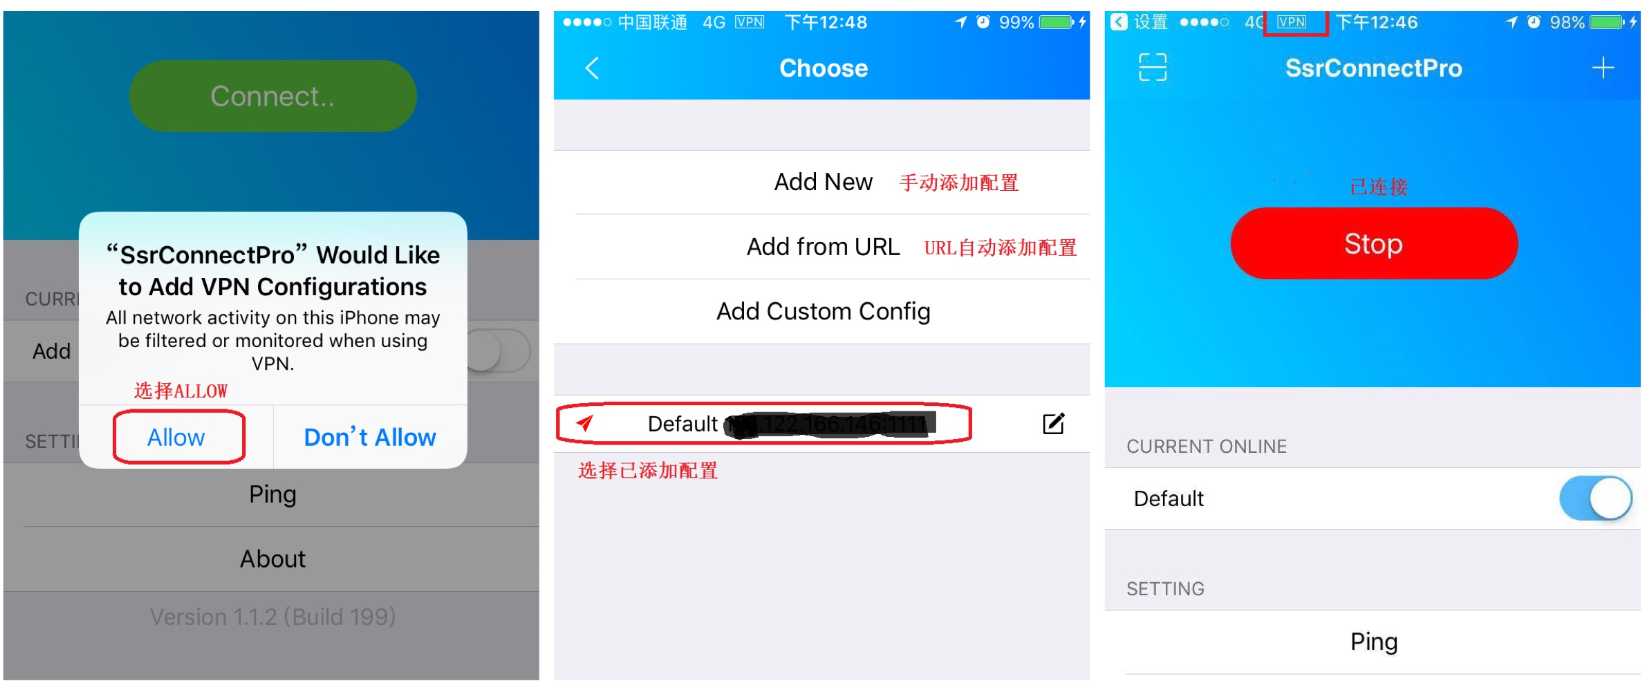 Connect..
“SsrConnectPro” Would Like
to Add VPN Configurations
All network activity on this iPhone may
be filtered or monitored when using
VPN.
选择ALLOW
Allow
Don’t Allow
CURR
Add
SETTI
Ping
About
Version 1.1.2 (Build 199)
中国联通 4G VPN 下午12:48 99%
Choose
Add New 手动添加配置
Add from URL URL自动添加配置
Add Custom Config
Default .122.166.146:1111
选择已添加配置
设置 4G VPN 下午12:46 98%
SsrConnectPro
已连接
Stop
CURRENT ONLINE
Default
SETTING
Ping